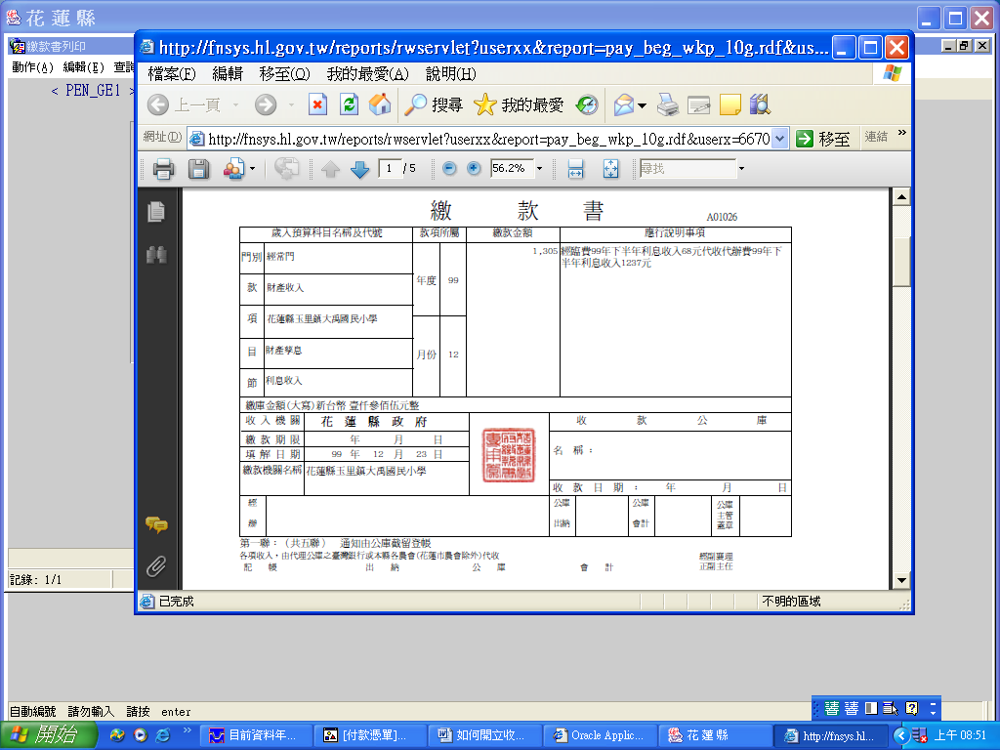 花蓮縣
繳款書列印
動作(A) 編輯(E) 查詢
< PEN_GE1 >
http://fnsys.hl.gov.tw/reports/rwservlet?userxx&report=pay_beg_wkp_10g.rdf&us...
檔案(F) 編輯 移至(O) 我的最愛(A) 說明(H)
上一頁 搜尋 我的最愛
網址(D) http://fnsys.hl.gov.tw/reports/rwservlet?userxx&report=pay_beg_wkp_10g.rdf&userx=6670 移至 連結 »
1 / 5 56.2% 尋找
繳 款 書 A01026
歲入預算科目名稱及代號 款項所屬 繳款金額 應行說明事項
門別 經常門
款 財產收入
項 花蓮縣玉里鎮大禹國民小學
目 財產孳息
節 利息收入
年度 99
月份 12
1,305
經臨費99年下半年利息收入68元代收代辦費99年下
半年利息收入1237元
繳庫金額(大寫)新台幣 壹仟參佰伍元整
收入機關 花蓮縣政府
繳款期限 年 月 日
填解日期 99 年 12 月 23 日
繳款機關名稱 花蓮縣玉里鎮大禹國民小學
收 款 公 庫
名 稱：
收 款 日 期 ： 年 月 日
經辦
公庫出納
公庫會計
公庫主管蓋章
第一聯：（共五聯） 通知由公庫截留登帳
各項收入，由代理公庫之臺灣銀行或本縣各農會(花蓮市農會除外)代收
記 帳 出 納 公 庫 會 計
經副襄理
正副主任
已完成 不明的區域
記錄: 1/1
自動編號 請勿輸入 請按 enter
開始 » 目前資料年... [付款憑單]... 如何開立收... Oracle Applic... 花蓮縣 http://fnsys.hl... 上午 08:51